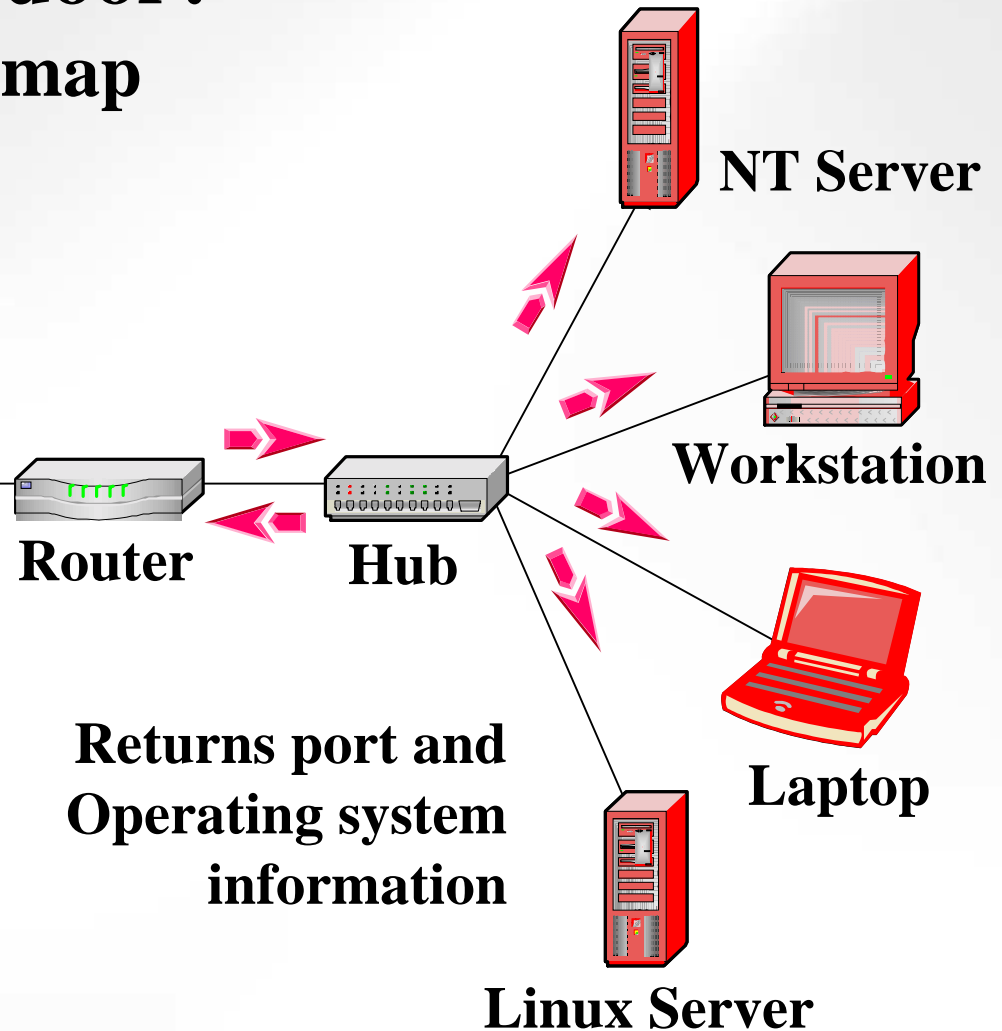 map
NT Server
Workstation
Router
Hub
Laptop
Returns port and
Operating system
information
Linux Server